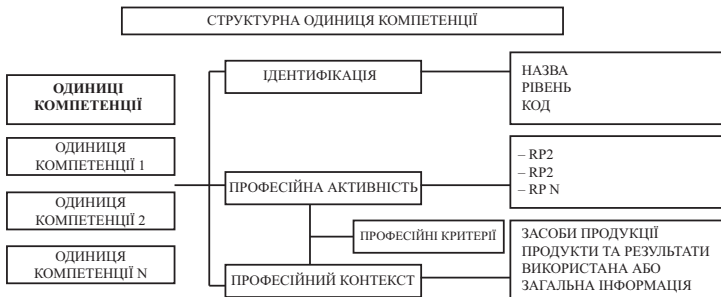 СТРУКТУРНА ОДИНИЦЯ КОМПЕТЕНЦІЇ
ОДИНИЦІ
КОМПЕТЕНЦІЇ
ОДИНИЦЯ
КОМПЕТЕНЦІЇ 1
ОДИНИЦЯ
КОМПЕТЕНЦІЇ 2
ОДИНИЦЯ
КОМПЕТЕНЦІЇ N
ІДЕНТИФІКАЦІЯ
НАЗВА
РІВЕНЬ
КОД
ПРОФЕСІЙНА АКТИВНІСТЬ
– RP2
– RP2
– RP N
ПРОФЕСІЙНІ КРИТЕРІЇ
ПРОФЕСІЙНИЙ КОНТЕКСТ
ЗАСОБИ ПРОДУКЦІЇ
ПРОДУКТИ ТА РЕЗУЛЬТАТИ
ВИКОРИСТАНА АБО
ЗАГАЛЬНА ІНФОРМАЦІЯ